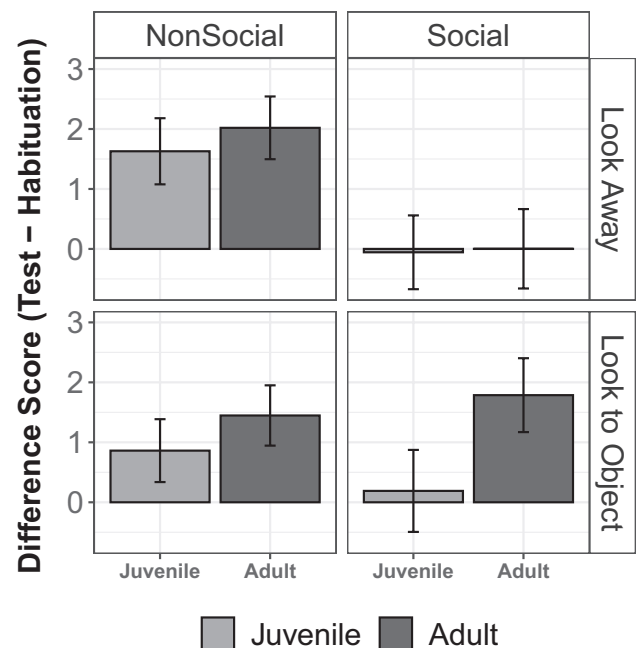 NonSocial Social
Difference Score (Test − Habituation)
3
2
1
0
Look Away
3
2
1
0
Look to Object
Juvenile Adult Juvenile Adult
Juvenile Adult